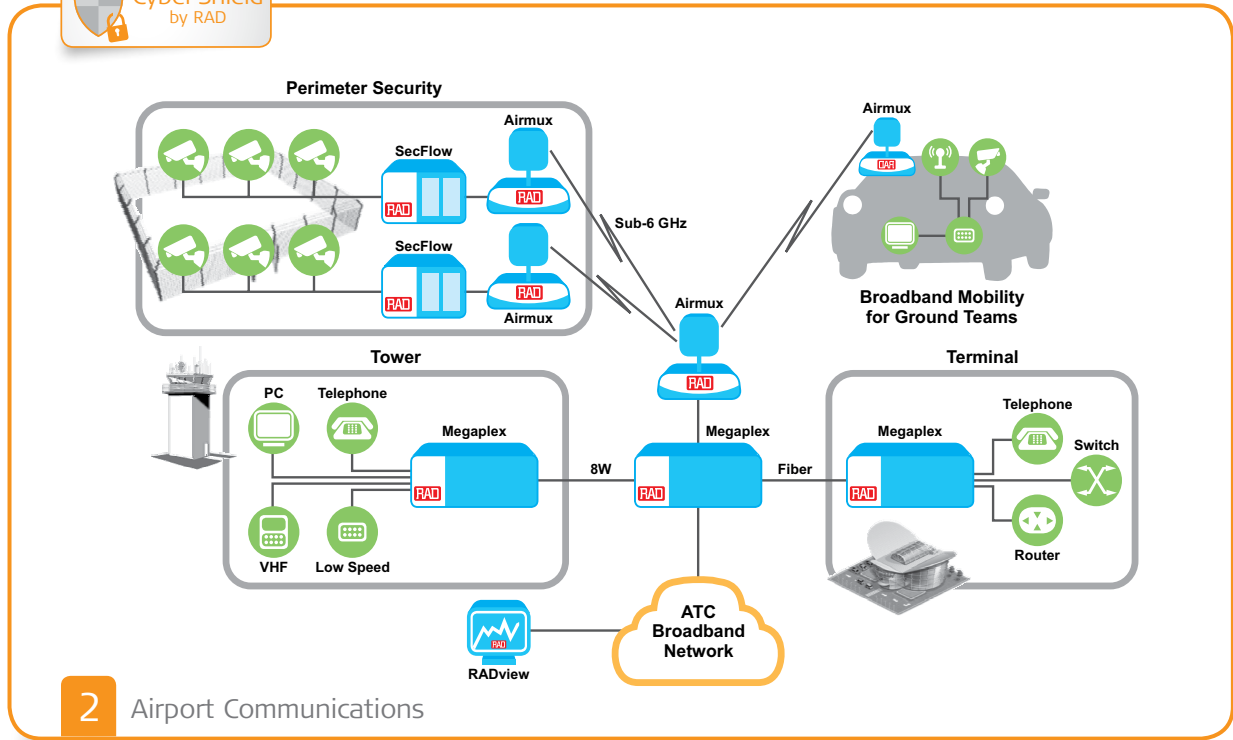 CyberShield
by RAD
Perimeter Security
Airmux
SecFlow
RAD
RAD
Sub-6 GHz
SecFlow
RAD
RAD
Airmux
Airmux
Broadband Mobility
for Ground Teams
Airmux
RAD
Tower
PC
Telephone
Megaplex
RAD
VHF
Low Speed
8W
Megaplex
RAD
Fiber
Terminal
Megaplex
RAD
Telephone
Switch
Router
ATC
Broadband
Network
RAD
RADview
2
Airport Communications